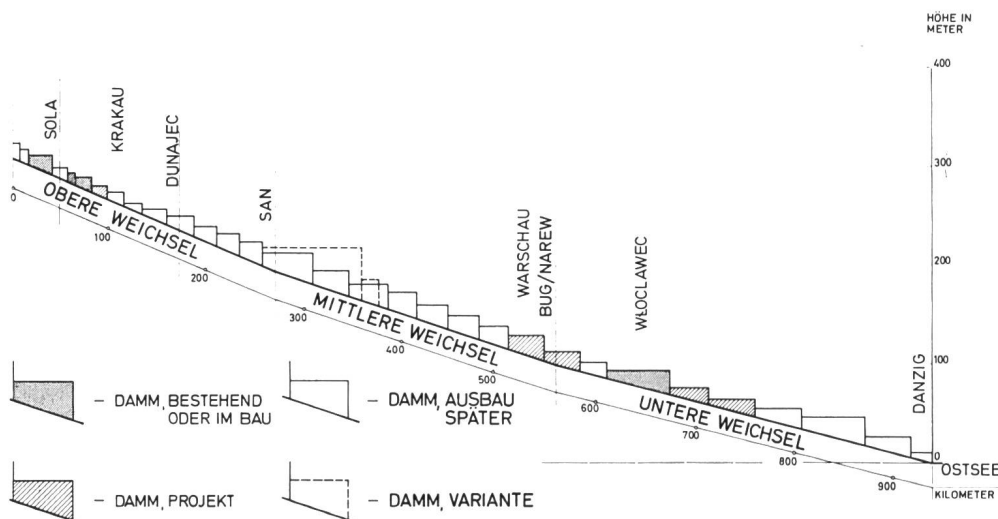 HÖHE IN
METER
400
300
200
100
0
SOLA
KRAKAU
DUNAJEC
SAN
WARSCHAU
BUG/NAREW
WŁOCLAWEC
DANZIG
OBERE WEICHSEL
MITTLERE WEICHSEL
UNTERE WEICHSEL
0
100
200
300
400
500
600
700
800
900
OSTSEE
KILOMETER
– DAMM, BESTEHEND
ODER IM BAU
– DAMM, AUSBAU
SPÄTER
– DAMM, PROJEKT
– DAMM, VARIANTE